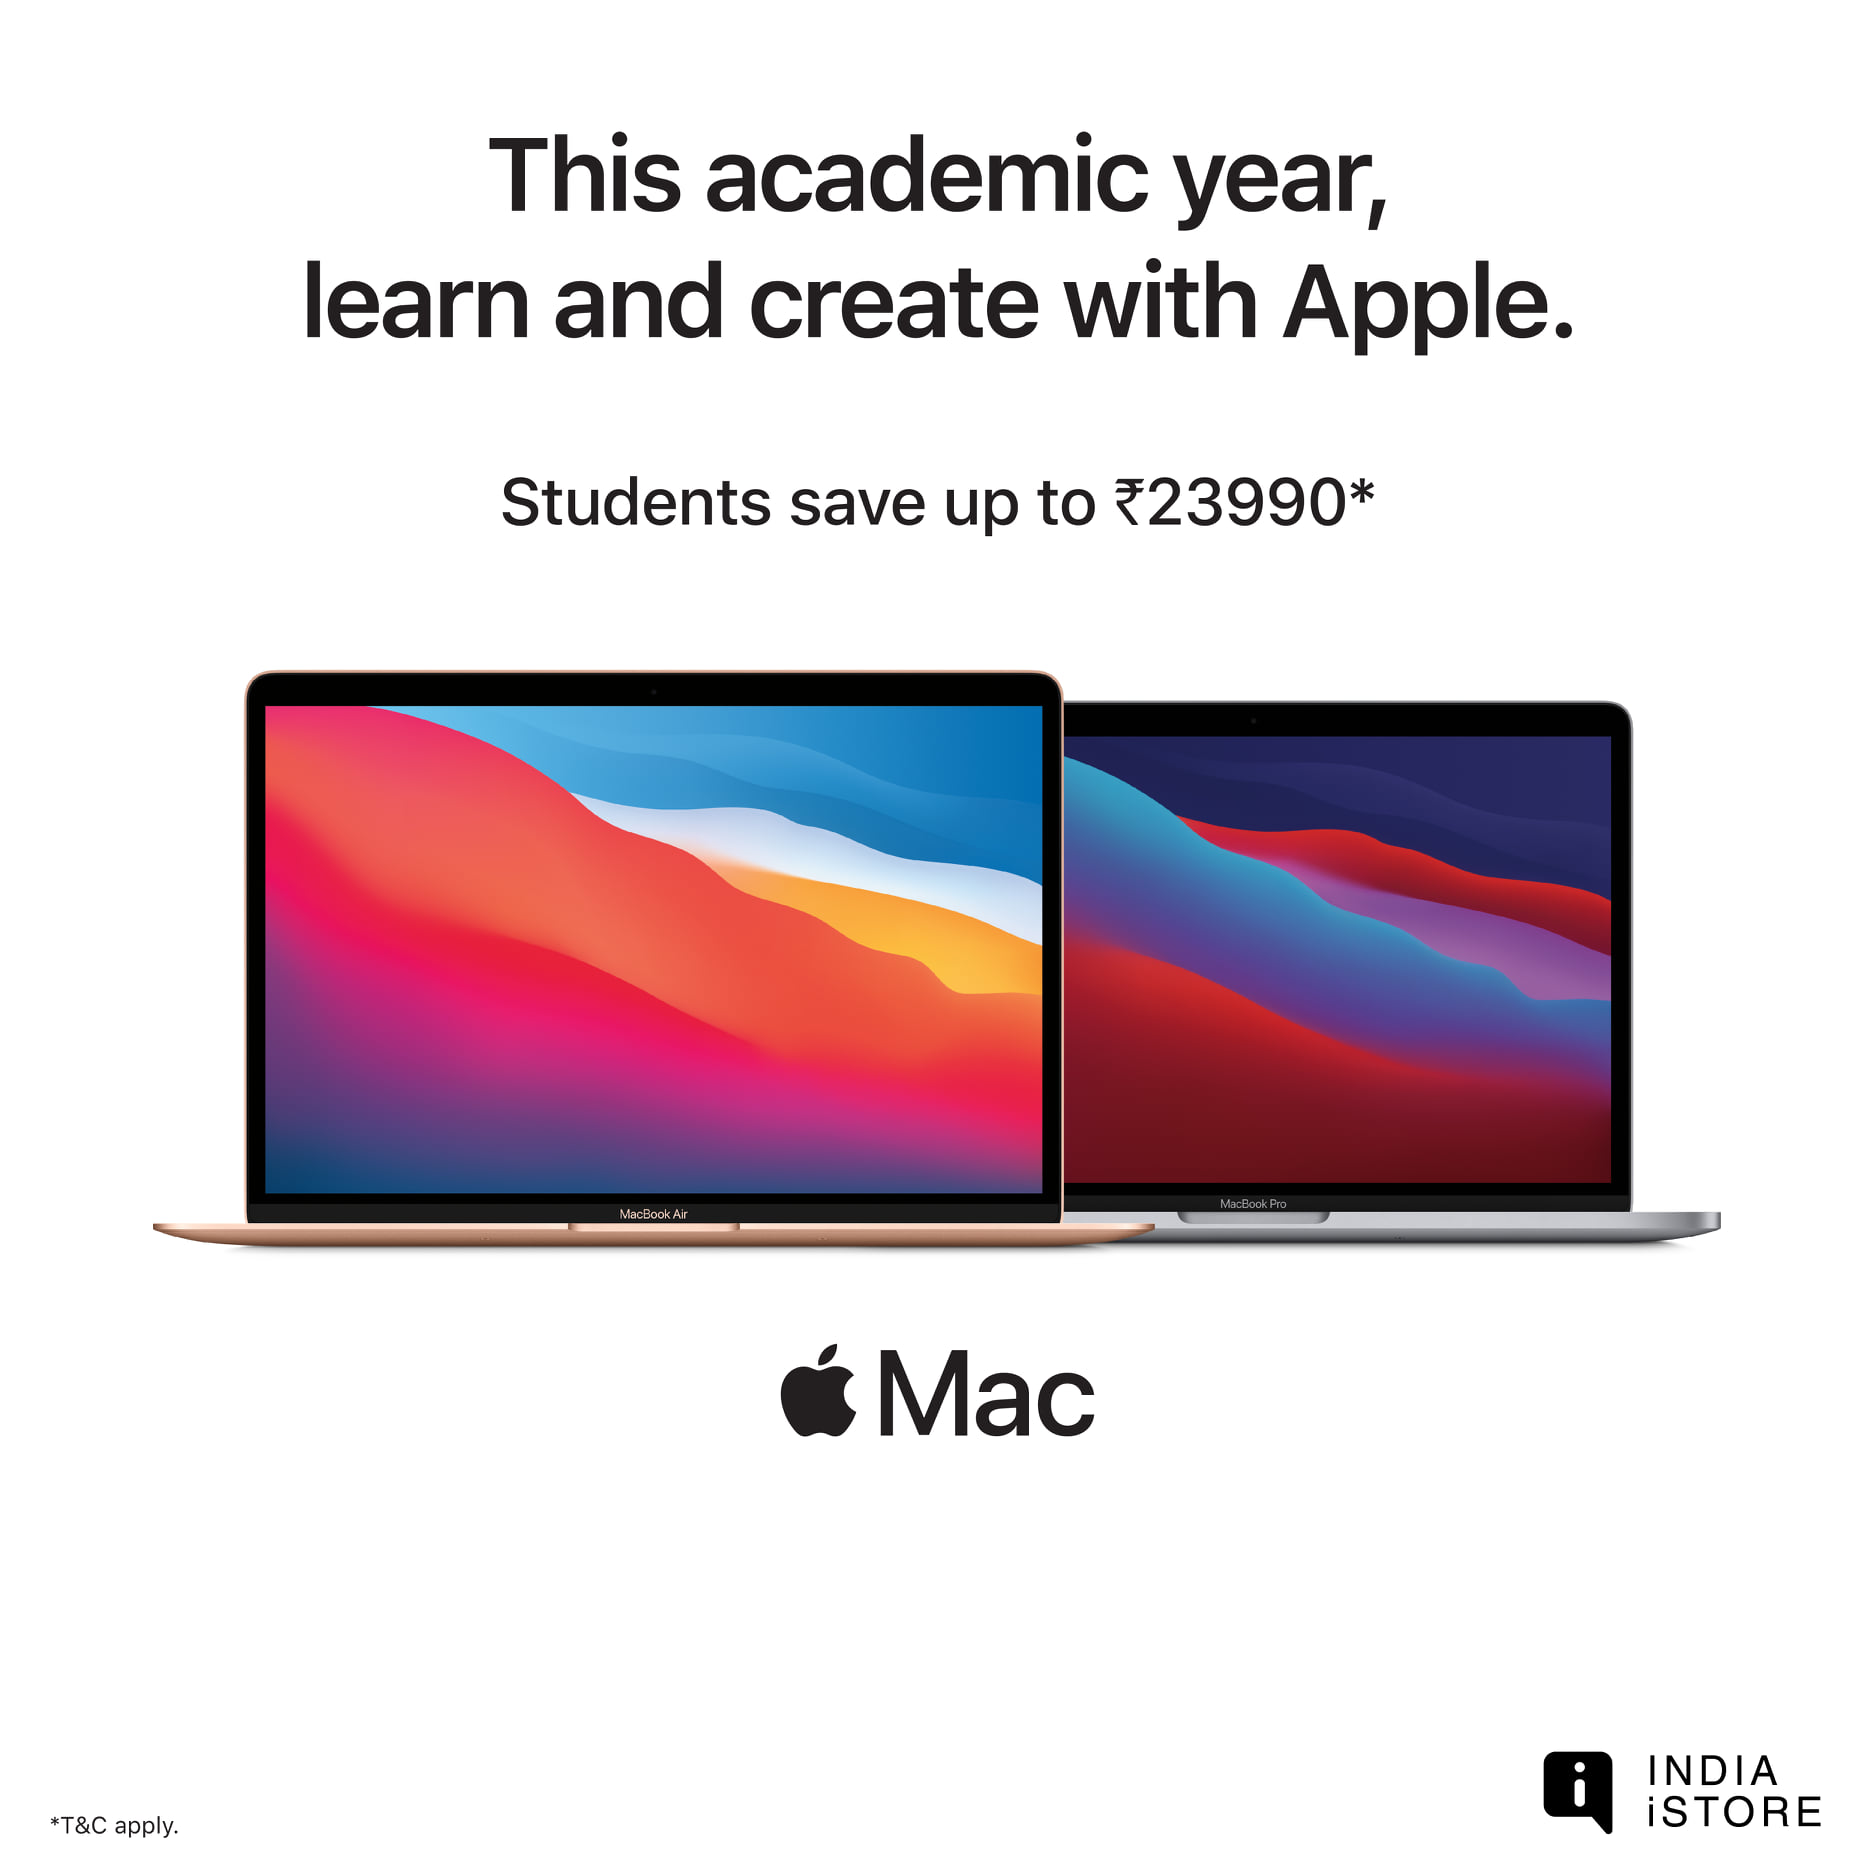 This academic year,
learn and create with Apple.
Students save up to ₹23990*
MacBook Air
MacBook Pro
Mac
*T&C apply.
INDIA
iSTORE